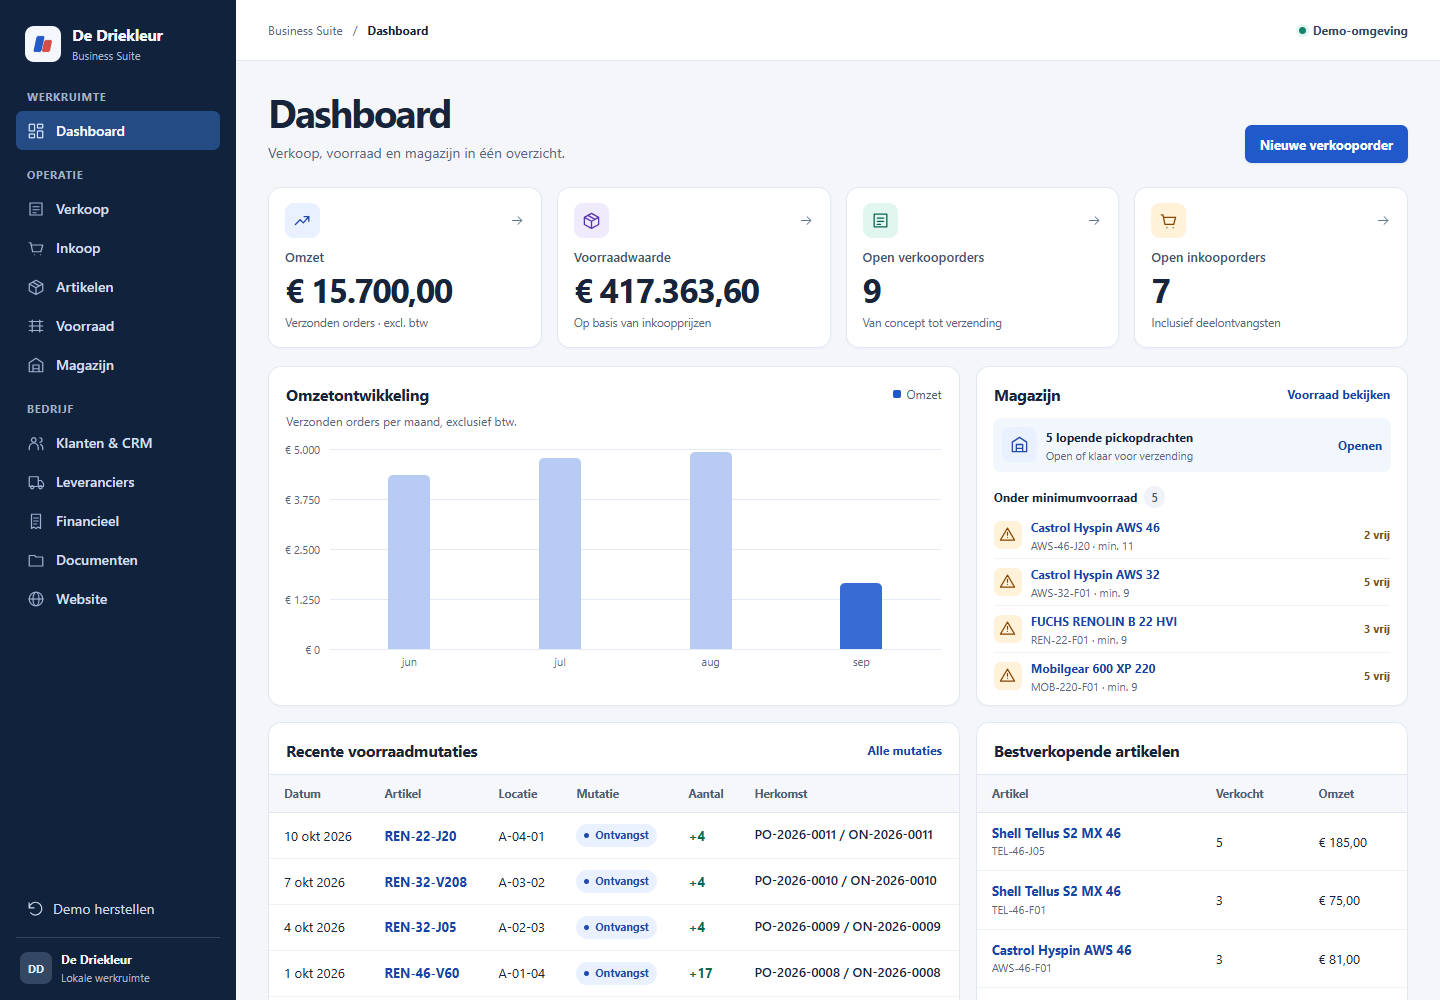 De Driekleur
Business Suite
WERKRUIMTE
Dashboard
OPERATIE
Verkoop
Inkoop
Artikelen
Voorraad
Magazijn
BEDRIJF
Klanten & CRM
Leveranciers
Financieel
Documenten
Website
Demo herstellen
DD
De Driekleur
Lokale werkruimte
Business Suite / Dashboard
Demo-omgeving
Dashboard
Verkoop, voorraad en magazijn in één overzicht.
Nieuwe verkooporder
Omzet
€ 15.700,00
Verzonden orders · excl. btw
Voorraadwaarde
€ 417.363,60
Op basis van inkoopprijzen
Open verkooporders
9
Van concept tot verzending
Open inkooporders
7
Inclusief deelontvangsten
Omzetontwikkeling
Omzet
Verzonden orders per maand, exclusief btw.
€ 5.000
€ 3.750
€ 2.500
€ 1.250
€ 0
jun jul aug sep
Magazijn
Voorraad bekijken
5 lopende pickopdrachten
Open of klaar voor verzending
Openen
Onder minimumvoorraad 5
Castrol Hyspin AWS 46
AWS-46-J20 · min. 11
2 vrij
Castrol Hyspin AWS 32
AWS-32-F01 · min. 9
5 vrij
FUCHS RENOLIN B 22 HVI
REN-22-F01 · min. 9
3 vrij
Mobilgear 600 XP 220
MOB-220-F01 · min. 9
5 vrij
Recente voorraadmutaties
Alle mutaties
Datum Artikel Locatie Mutatie Aantal Herkomst
10 okt 2026 REN-22-J20 A-04-01 Ontvangst +4 PO-2026-0011 / ON-2026-0011
7 okt 2026 REN-32-V208 A-03-02 Ontvangst +4 PO-2026-0010 / ON-2026-0010
4 okt 2026 REN-32-J05 A-02-03 Ontvangst +4 PO-2026-0009 / ON-2026-0009
1 okt 2026 REN-46-V60 A-01-04 Ontvangst +17 PO-2026-0008 / ON-2026-0008
Bestverkopende artikelen
Artikel Verkocht Omzet
Shell Tellus S2 MX 46
TEL-46-J05
5 € 185,00
Shell Tellus S2 MX 46
TEL-46-F01
3 € 75,00
Castrol Hyspin AWS 46
AWS-46-F01
3 € 81,00